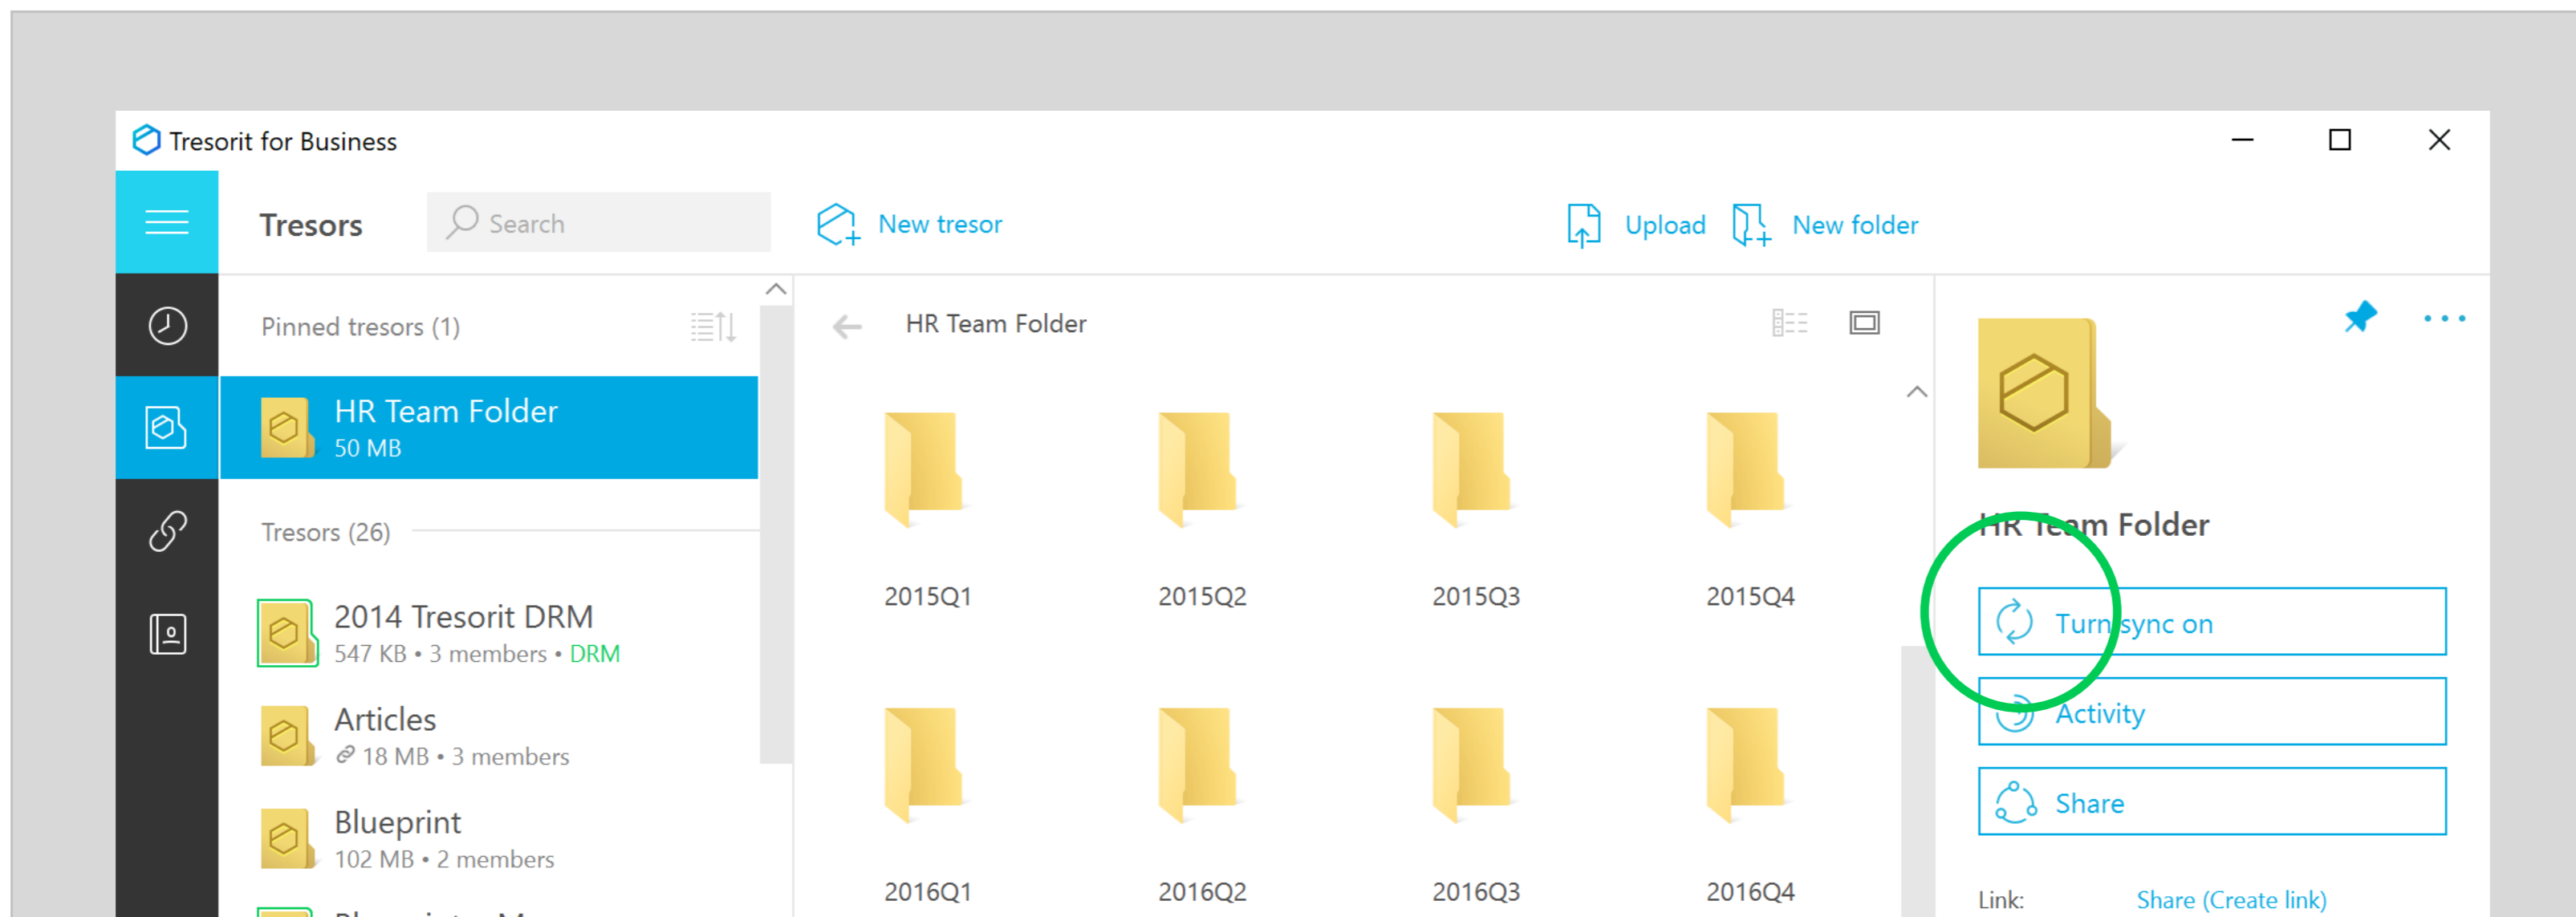 Tresorit for Business
Tresors
Search
New tresor
Upload
New folder
Pinned tresors (1)
HR Team Folder
50 MB
Tresors (26)
2014 Tresorit DRM
547 KB • 3 members • DRM
Articles
18 MB • 3 members
Blueprint
102 MB • 2 members
HR Team Folder
2015Q1
2015Q2
2015Q3
2015Q4
2016Q1
2016Q2
2016Q3
2016Q4
HR Team Folder
Turn sync on
Activity
Share
Link: Share (Create link)